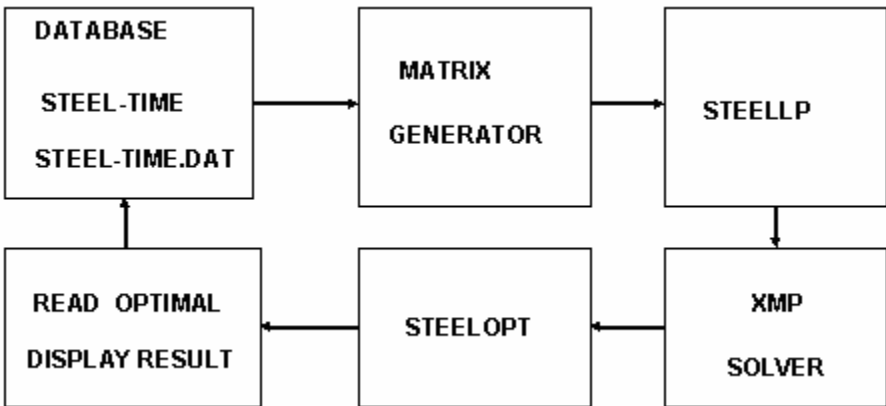 DATABASE
STEEL-TIME
STEEL-TIME.DAT
MATRIX
GENERATOR
STEELLP
READ OPTIMAL
DISPLAY RESULT
STEELOPT
XMP
SOLVER